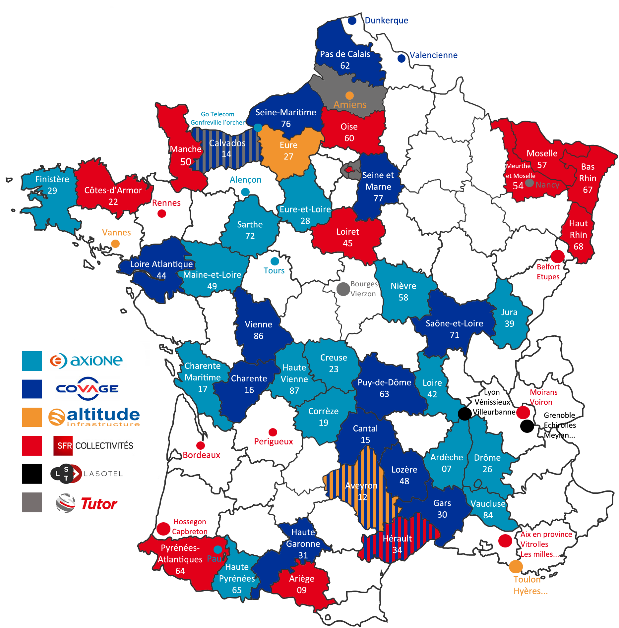 Dunkerque
Pas de Calais
62
Valencienne
Amiens
Go Telecom
Gonfreville l'orcher
Seine-Maritime
76
Oise
60
Manche
50
Calvados
14
Eure
27
Seine et
Marne
77
Moselle
57
Meurthe
et Moselle
54
Nancy
Bas
Rhin
67
Haut
Rhin
68
Finistère
29
Côtes-d'Armor
22
Rennes
Alençon
Eure-et-Loire
28
Sarthe
72
Loiret
45
Vannes
Loire Atlantique
44
Maine-et-Loire
49
Tours
Bourges
Vierzon
Nièvre
58
Belfort
Etupes
Jura
39
Saône-et-Loire
71
Vienne
86
axione
COVAGE
altitude
infrastructure
SFR COLLECTIVITÉS
LST LASOTEL
Tutor
Charente
Maritime
17
Charente
16
Haute
Vienne
87
Creuse
23
Puy-de-Dôme
63
Loire
42
Lyon
Vénissieux
Villeurbanne
Moirans
Voiron
Grenoble
Echirolles
Meylan...
Corrèze
19
Perigueux
Bordeaux
Cantal
15
Ardèche
07
Drôme
26
Lozère
48
Aveyron
12
Gars
30
Vaucluse
84
Hossegon
Capbreton
Haute
Garonne
31
Hérault
34
Aix en province
Vitrolles
Les milles...
Pyrénées-
Atlantiques
64
Pau
Haute
Pyrénées
65
Ariège
09
Toulon
Hyères...